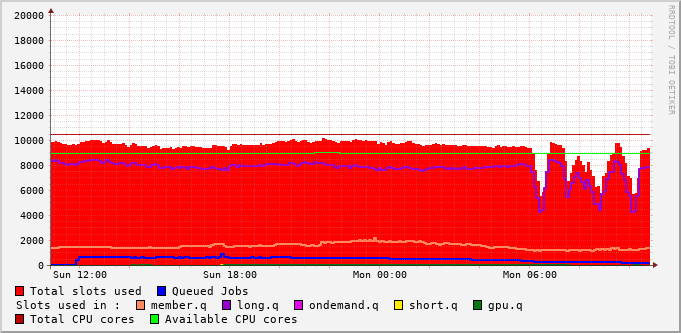 RRDTOOL / TOBI OETIKER
20000
18000
16000
14000
12000
10000
8000
6000
4000
2000
0
Sun 12:00 Sun 18:00 Mon 00:00 Mon 06:00
Total slots used Queued Jobs
Slots used in : member.q long.q ondemand.q short.q gpu.q
Total CPU cores Available CPU cores